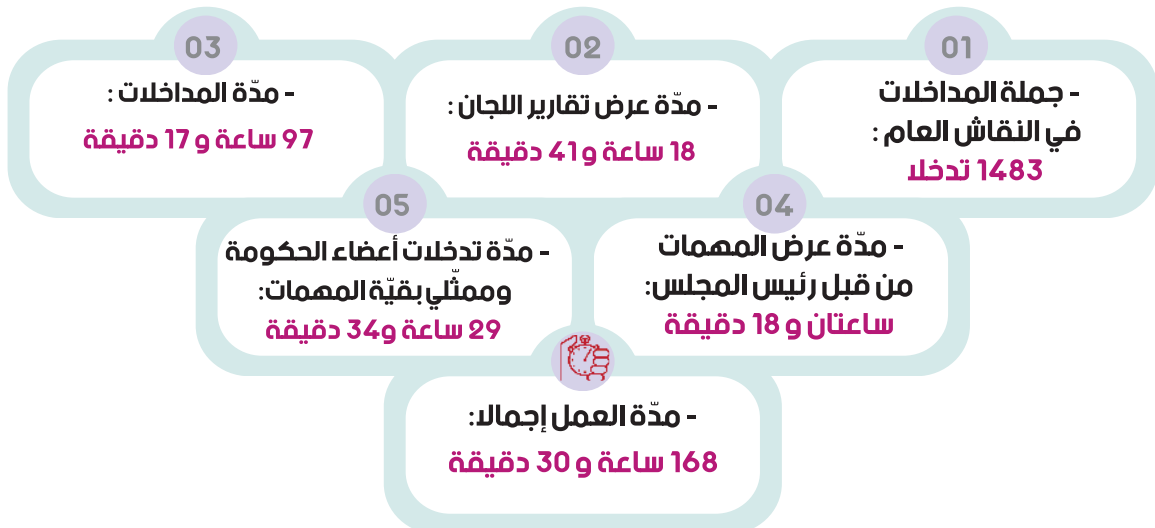 01
- جملة المداخلات
في النقاش العام :
1483 تدخلا
02
- مدّة عرض تقارير اللجان :
18 ساعة و 41 دقيقة
03
- مدّة المداخلات :
97 ساعة و 17 دقيقة
04
- مدّة عرض المهمات
من قبل رئيس المجلس:
ساعتان و 18 دقيقة
05
- مدّة تدخلات أعضاء الحكومة
وممثّلي بقيّة المهمات:
29 ساعة و34 دقيقة
- مدّة العمل إجمالا:
168 ساعة و 30 دقيقة